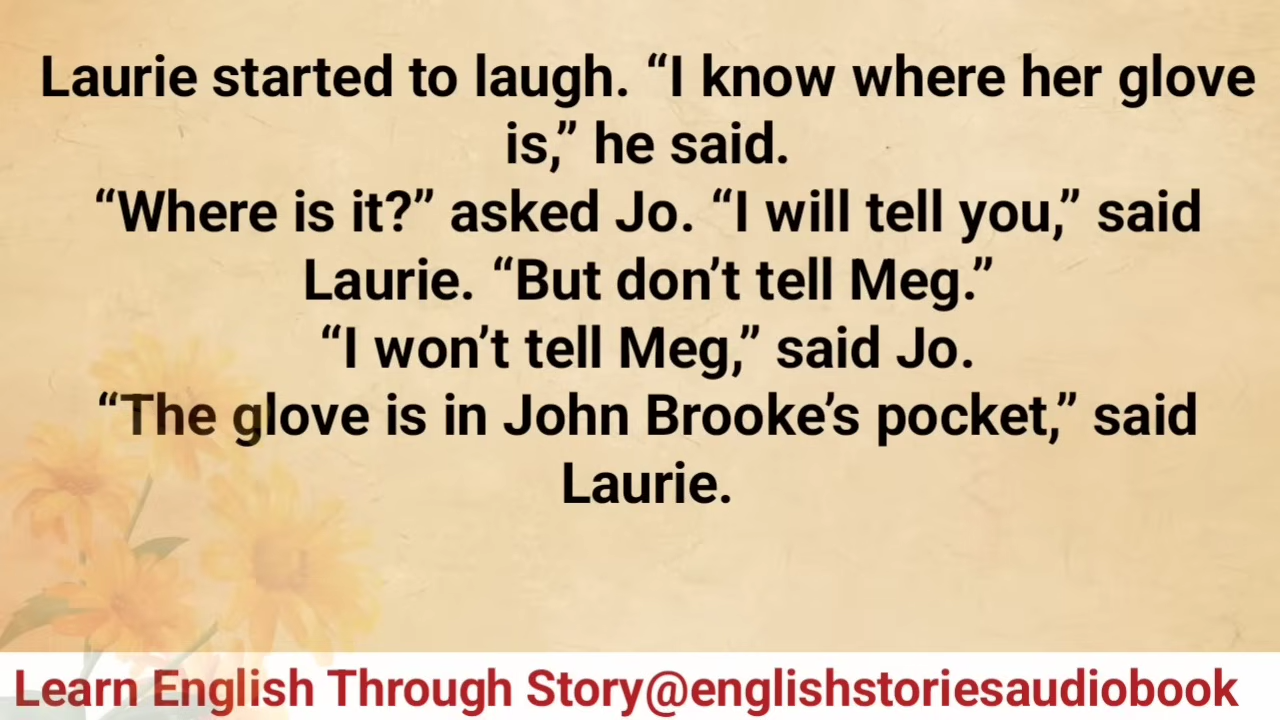 Laurie started to laugh. “I know where her glove
is,” he said.
“Where is it?” asked Jo. “I will tell you,” said
Laurie. “But don’t tell Meg.”
“I won’t tell Meg,” said Jo.
“The glove is in John Brooke’s pocket,” said
Laurie.
Learn English Through Story@englishstoriesaudiobook